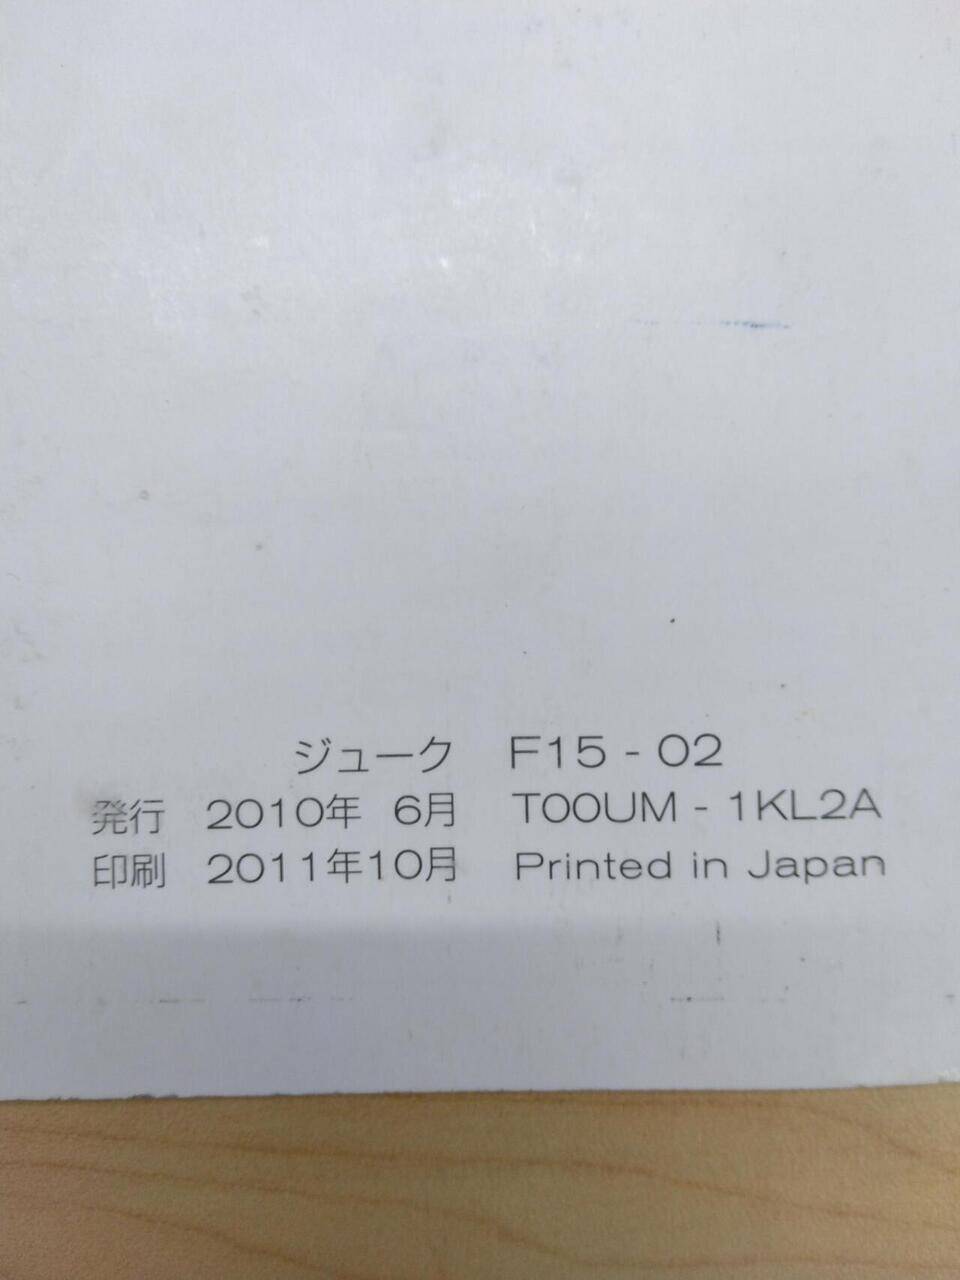 ジューク F15 - 02
発行 2010年 6月 T00UM - 1KL2A
印刷 2011年10月 Printed in Japan